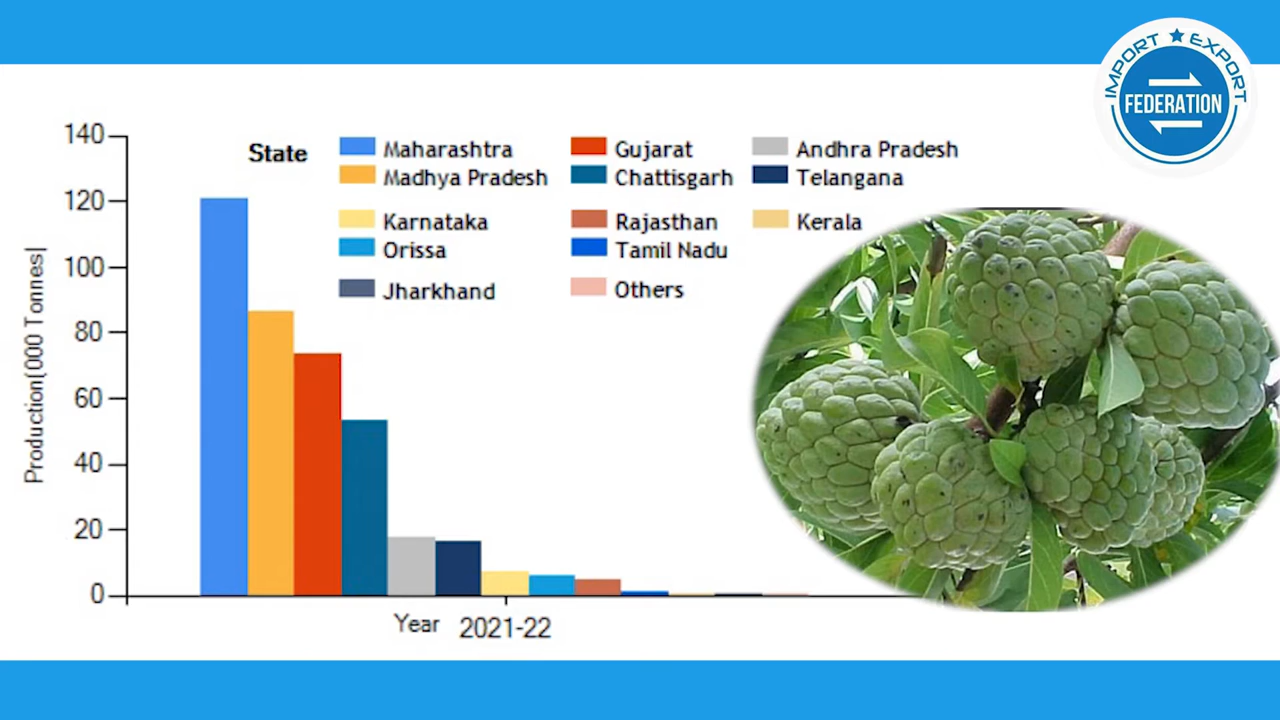 IMPORT ★ EXPORT
FEDERATION
140
120
100
80
60
40
20
0
Production(000 Tonnes)
State
Maharashtra
Gujarat
Andhra Pradesh
Madhya Pradesh
Chattisgarh
Telangana
Karnataka
Rajasthan
Kerala
Orissa
Tamil Nadu
Jharkhand
Others
Year
2021-22